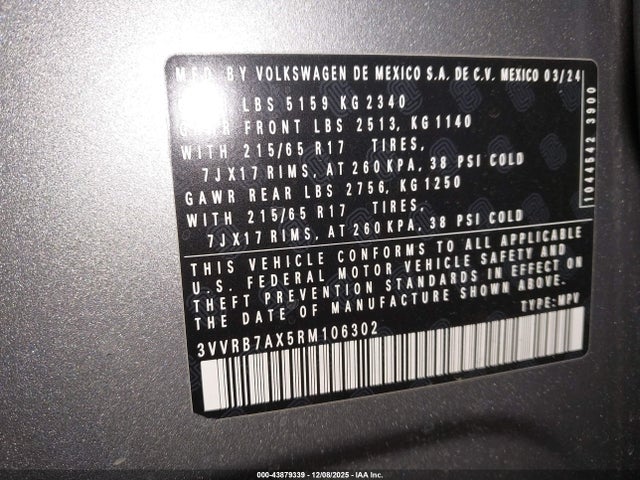 MFD BY VOLKSWAGEN DE MEXICO S.A. DE C.V. MEXICO 03/24
LBS 5159 KG 2340
GAWR FRONT LBS 2513, KG 1140
WITH 215/65 R17 TIRES,
7JX17 RIMS, AT 260 KPA, 38 PSI COLD
GAWR REAR LBS 2756, KG 1250
WITH 215/65 R17 TIRES,
7JX17 RIMS, AT 260 KPA, 38 PSI COLD
1044542 3900
THIS VEHICLE CONFORMS TO ALL APPLICABLE
U.S. FEDERAL MOTOR VEHICLE SAFETY AND
THEFT PREVENTION STANDARDS IN EFFECT ON
THE DATE OF MANUFACTURE SHOWN ABOVE
3VVRB7AX5RM106302 TYPE: MPV
000-43879339 - 12/08/2025 - IAA Inc.